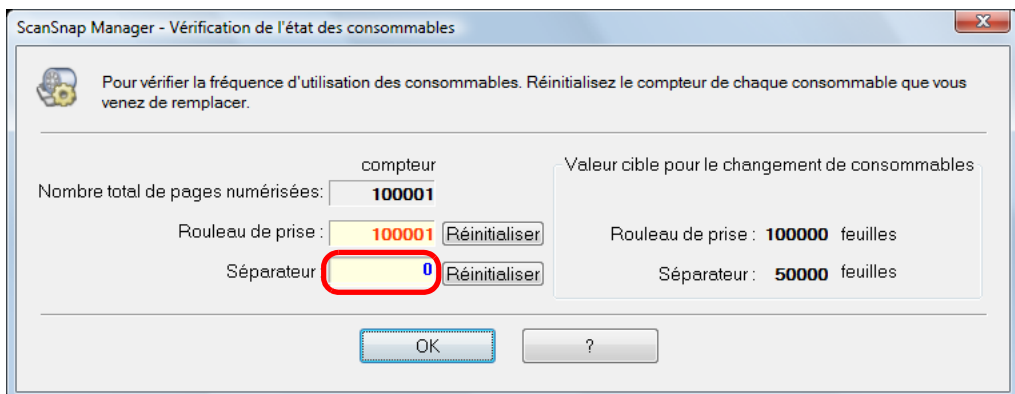 ScanSnap Manager - Vérification de l'état des consommables
x
Pour vérifier la fréquence d'utilisation des consommables. Réinitialisez le compteur de chaque consommable que vous
venez de remplacer.
compteur
Valeur cible pour le changement de consommables
Nombre total de pages numérisées: 100001
Rouleau de prise : 100001 Réinitialiser
Rouleau de prise : 100000 feuilles
Séparateur : 0 Réinitialiser
Séparateur : 50000 feuilles
OK
?